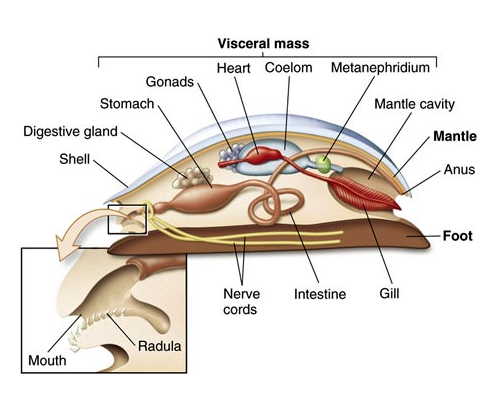 Visceral mass
Heart
Coelom
Metanephridium
Gonads
Stomach
Mantle cavity
Digestive gland
Mantle
Shell
Anus
Foot
Nerve
cords
Intestine
Gill
Mouth
Radula